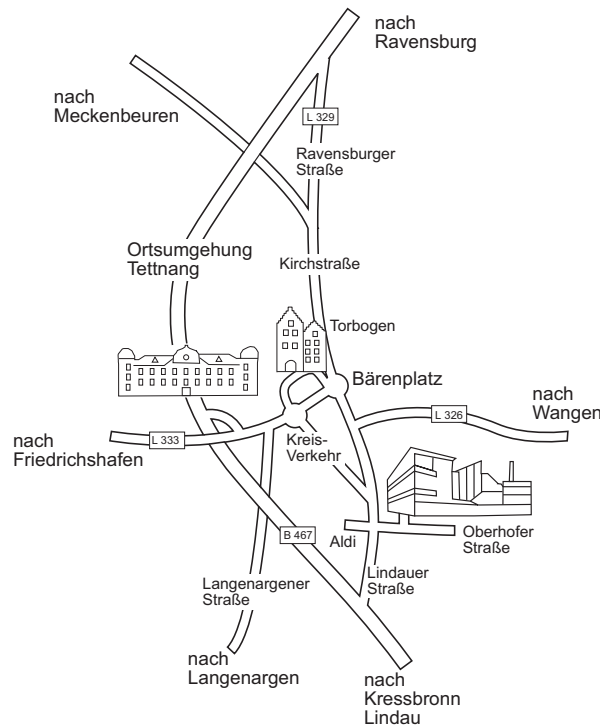 nach
Ravensburg
nach
Meckenbeuren
L 329
Ravensburger
Straße
Ortsumgehung
Tettnang
Kirchstraße
Torbogen
Bärenplatz
nach
Wangen
L 326
nach
Friedrichshafen
L 333
Kreis-
Verkehr
B 467
Aldi
Oberhofer
Straße
Langenargener
Straße
Lindauer
Straße
nach
Langenargen
nach
Kressbronn
Lindau